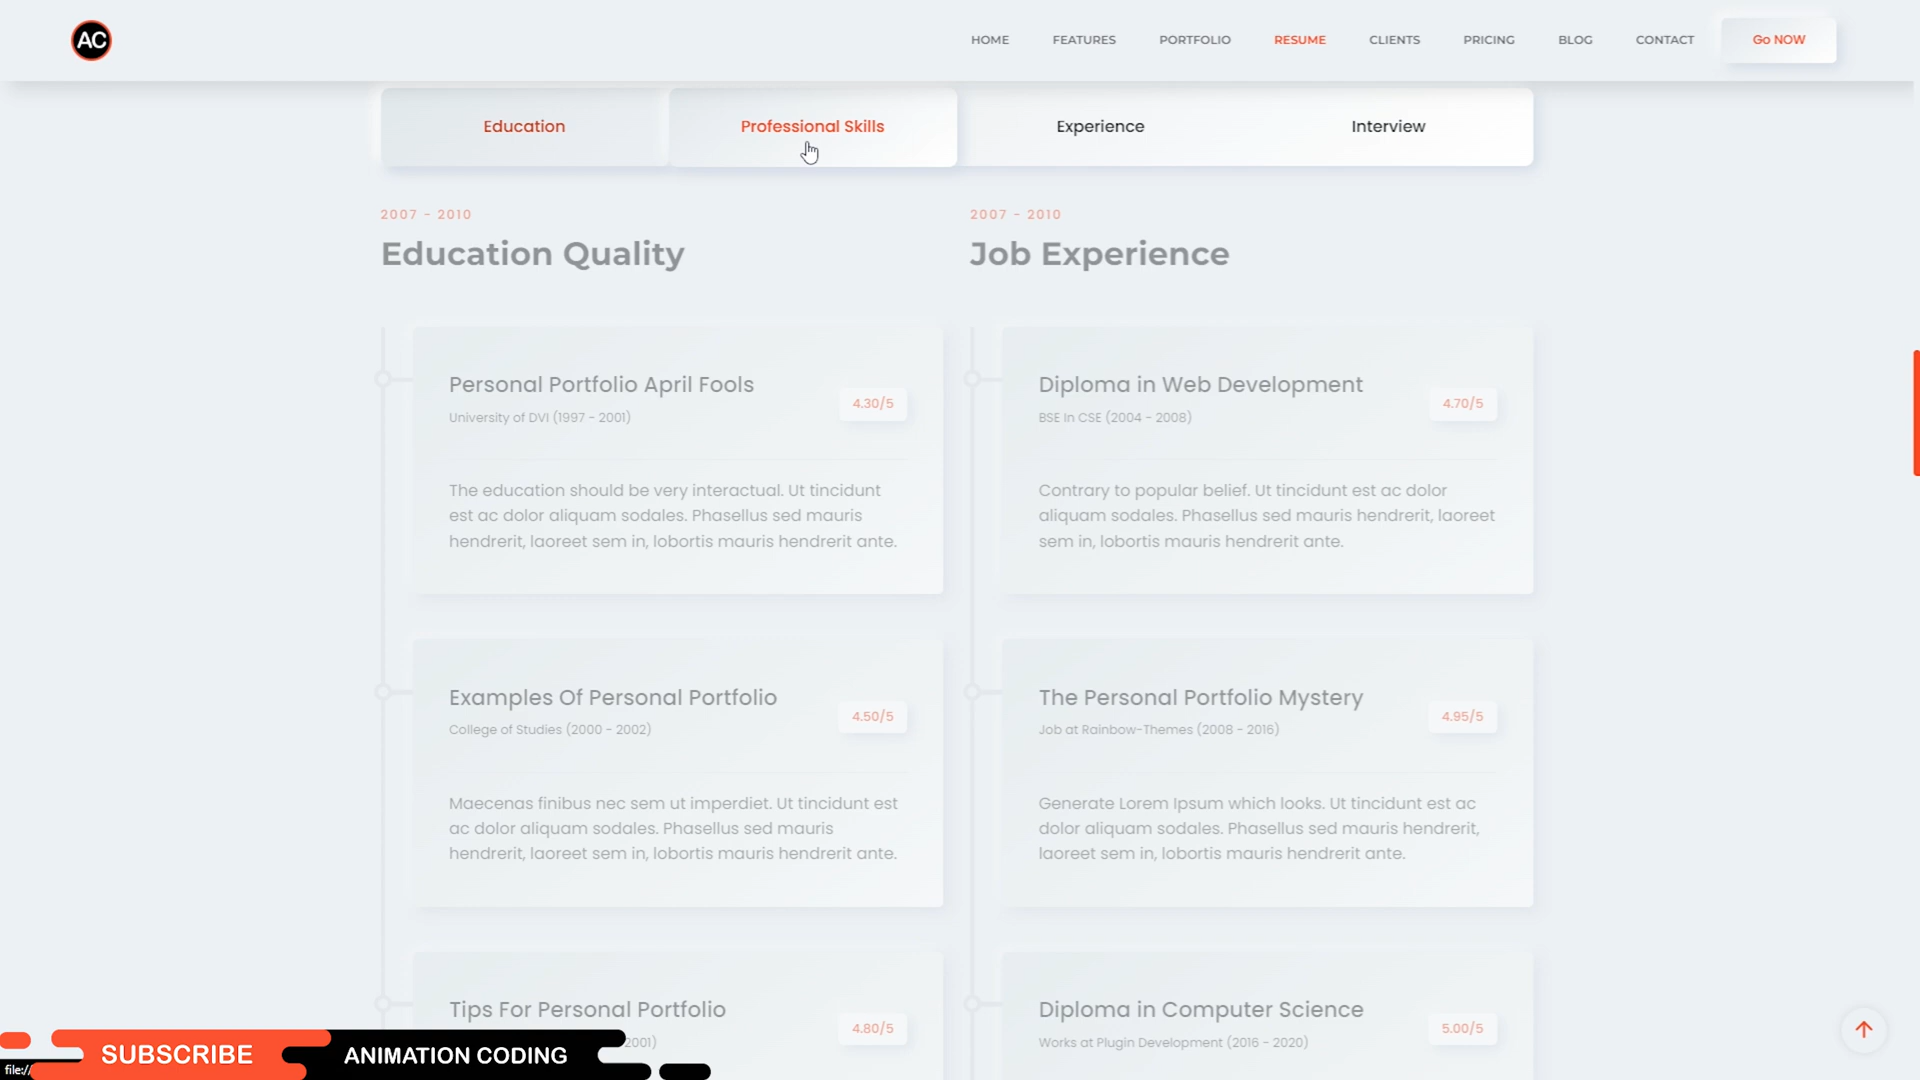 AC
HOME FEATURES PORTFOLIO RESUME CLIENTS PRICING BLOG CONTACT Go NOW
Education Professional Skills Experience Interview
2007 - 2010
Education Quality
Personal Portfolio April Fools
University of DVI (1997 - 2001)
4.30/5
The education should be very interactual. Ut tincidunt
est ac dolor aliquam sodales. Phasellus sed mauris
hendrerit, laoreet sem in, lobortis mauris hendrerit ante.
Examples Of Personal Portfolio
College of Studies (2000 - 2002)
4.50/5
Maecenas finibus nec sem ut imperdiet. Ut tincidunt est
ac dolor aliquam sodales. Phasellus sed mauris
hendrerit, laoreet sem in, lobortis mauris hendrerit ante.
Tips For Personal Portfolio
2001)
4.80/5
2007 - 2010
Job Experience
Diploma in Web Development
BSE In CSE (2004 - 2008)
4.70/5
Contrary to popular belief. Ut tincidunt est ac dolor
aliquam sodales. Phasellus sed mauris hendrerit, laoreet
sem in, lobortis mauris hendrerit ante.
The Personal Portfolio Mystery
Job at Rainbow-Themes (2008 - 2016)
4.95/5
Generate Lorem Ipsum which looks. Ut tincidunt est ac
dolor aliquam sodales. Phasellus sed mauris hendrerit,
laoreet sem in, lobortis mauris hendrerit ante.
Diploma in Computer Science
Works at Plugin Development (2016 - 2020)
5.00/5
SUBSCRIBE ANIMATION CODING
file://